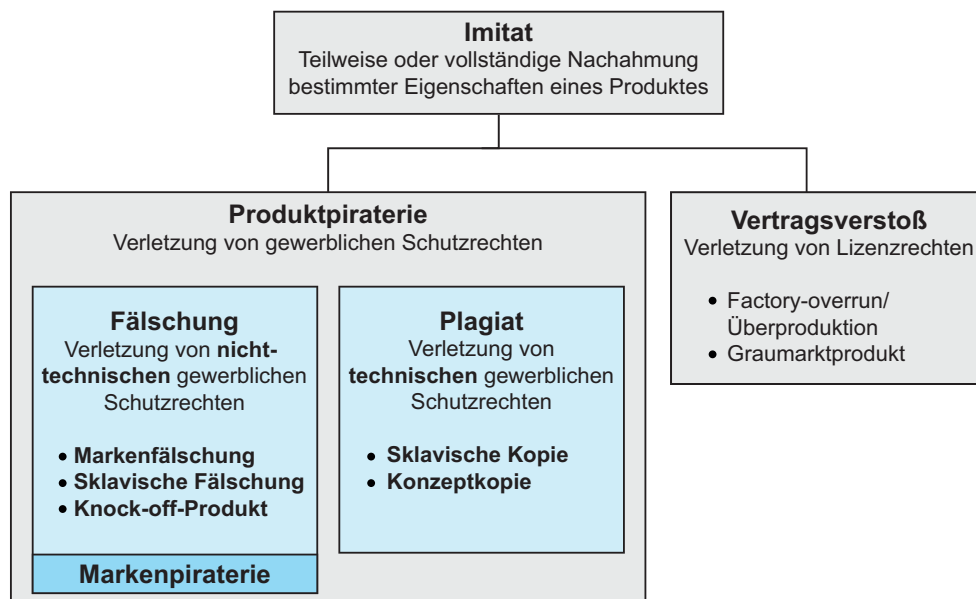 Imitat
Teilweise oder vollständige Nachahmung
bestimmter Eigenschaften eines Produktes
Produktpiraterie
Verletzung von gewerblichen Schutzrechten
Fälschung
Verletzung von nicht-
technischen gewerblichen
Schutzrechten
• Markenfälschung
• Sklavische Fälschung
• Knock-off-Produkt
Markenpiraterie
Plagiat
Verletzung von
technischen gewerblichen
Schutzrechten
• Sklavische Kopie
• Konzeptkopie
Vertragsverstoß
Verletzung von Lizenzrechten
• Factory-overrun/
Überproduktion
• Graumarktprodukt